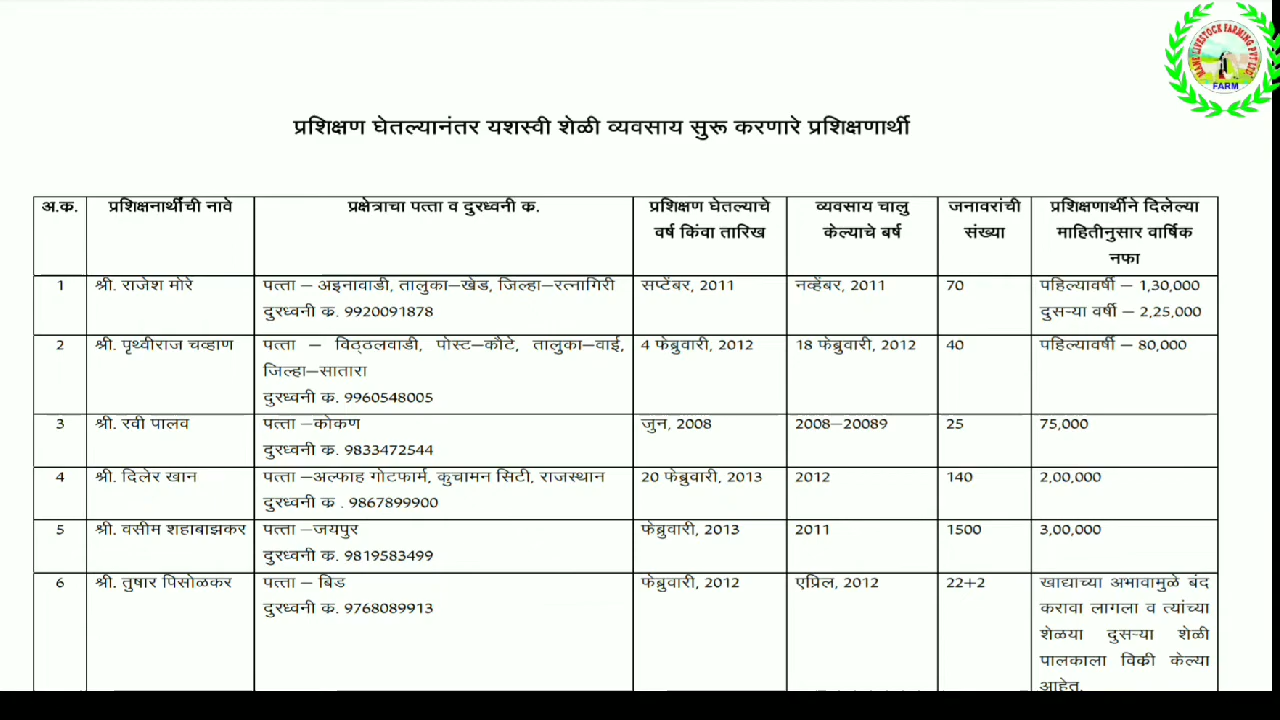 MANE LIVESTOCK FARMING PVT LTD
FARM
प्रशिक्षण घेतल्यानंतर यशस्वी शेळी व्यवसाय सुरू करणारे प्रशिक्षणार्थी
अ.क. प्रशिक्षनार्थीची नावे प्रक्षेत्राचा पत्ता व दुरध्वनी क. प्रशिक्षण घेतल्याचे व्यवसाय चालु जनावरांची प्रशिक्षणार्थीने दिलेल्या
वर्ष किंवा तारिख केल्याचे बर्ष संख्या माहितीनुसार वार्षिक
नफा
1 श्री. राजेश मोरे पत्ता – अइनावाडी, तालुका–खेड, जिल्हा–रत्नागिरी सप्टेंबर, 2011 नव्हेंबर, 2011 70 पहिल्यावर्षी – 1,30,000
दुरध्वनी क. 9920091878 दुसऱ्या वर्षी – 2,25,000
2 श्री. पृथ्वीराज चव्हाण पत्ता – विठ्ठलवाडी, पोस्ट–कौटे, तालुका–वाई, 4 फेब्रुवारी, 2012 18 फेब्रुवारी, 2012 40 पहिल्यावर्षी – 80,000
जिल्हा–सातारा
दुरध्वनी क. 9960548005
3 श्री. रवी पालव पत्ता –कोकण जुन, 2008 2008–20089 25 75,000
दुरध्वनी क. 9833472544
4 श्री. दिलेर खान पत्ता –अल्फाह गोटफार्म, कुचामन सिटी, राजस्थान 20 फेब्रुवारी, 2013 2012 140 2,00,000
दुरध्वनी क . 9867899900
5 श्री. वसीम शहाबाझकर पत्ता –जयपुर फेब्रुवारी, 2013 2011 1500 3,00,000
दुरध्वनी क. 9819583499
6 श्री. तुषार पिसोळकर पत्ता – बिड फेब्रुवारी, 2012 एप्रिल, 2012 22+2 खाद्याच्या अभावामुळे बंद
दुरध्वनी क. 9768089913 करावा लागला व त्यांच्या
शेळया दुसऱ्या शेळी
पालकाला विकी केल्या
आहेत.